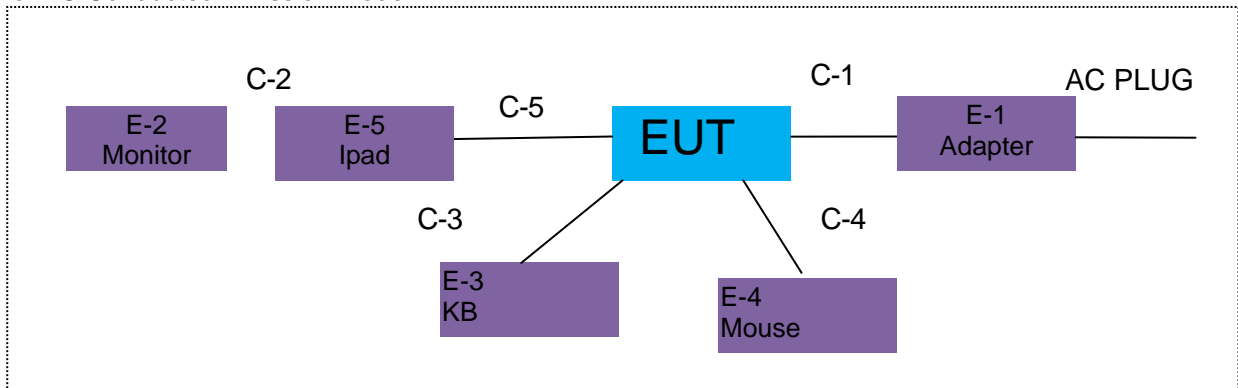 C-2
C-5
C-1
AC PLUG
E-2
Monitor
E-5
Ipad
EUT
E-1
Adapter
C-3
C-4
E-3
KB
E-4
Mouse